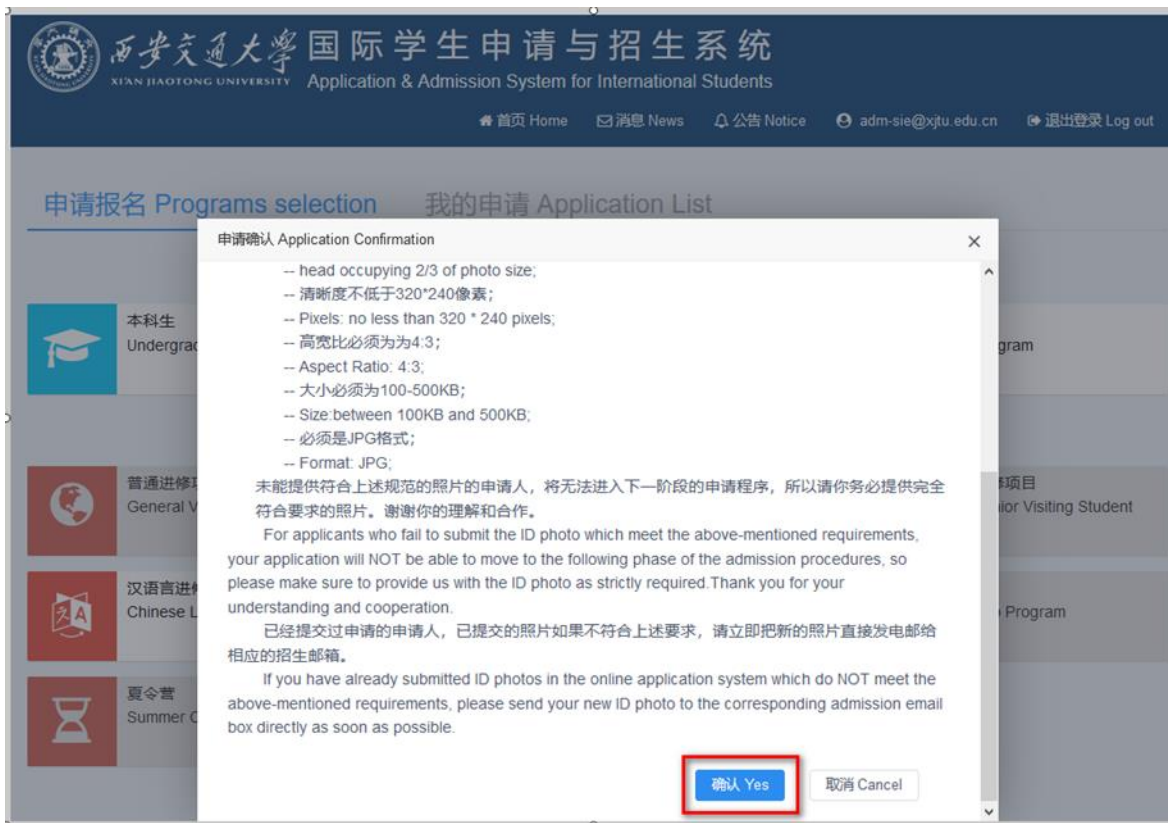 西安交通大学 国际学生申请与招生系统
XI'AN JIAOTONG UNIVERSITY Application & Admission System for International Students
首页 Home 消息 News 公告 Notice adm-sie@xjtu.edu.cn 退出登录 Log out
申请报名 Programs selection 我的申请 Application List
申请确认 Application Confirmation ×
-- head occupying 2/3 of photo size;
-- 清晰度不低于320*240像素;
-- Pixels: no less than 320 * 240 pixels;
-- 高宽比必须为为4:3;
-- Aspect Ratio: 4:3;
-- 大小必须为100-500KB;
-- Size:between 100KB and 500KB;
-- 必须是JPG格式;
-- Format: JPG;
未能提供符合上述规范的照片的申请人，将无法进入下一阶段的申请程序，所以请你务必提供完全
符合要求的照片。谢谢你的理解和合作。
For applicants who fail to submit the ID photo which meet the above-mentioned requirements,
your application will NOT be able to move to the following phase of the admission procedures, so
please make sure to provide us with the ID photo as strictly required.Thank you for your
understanding and cooperation.
已经提交过申请的申请人，已提交的照片如果不符合上述要求，请立即把新的照片直接发电邮给
相应的招生邮箱。
If you have already submitted ID photos in the online application system which do NOT meet the
above-mentioned requirements, please send your new ID photo to the corresponding admission email
box directly as soon as possible.
确认 Yes 取消 Cancel
本科生
Undergrad
gram
普通进修
General V
项目
ior Visiting Student
汉语言进修
Chinese L
Program
夏令营
Summer C